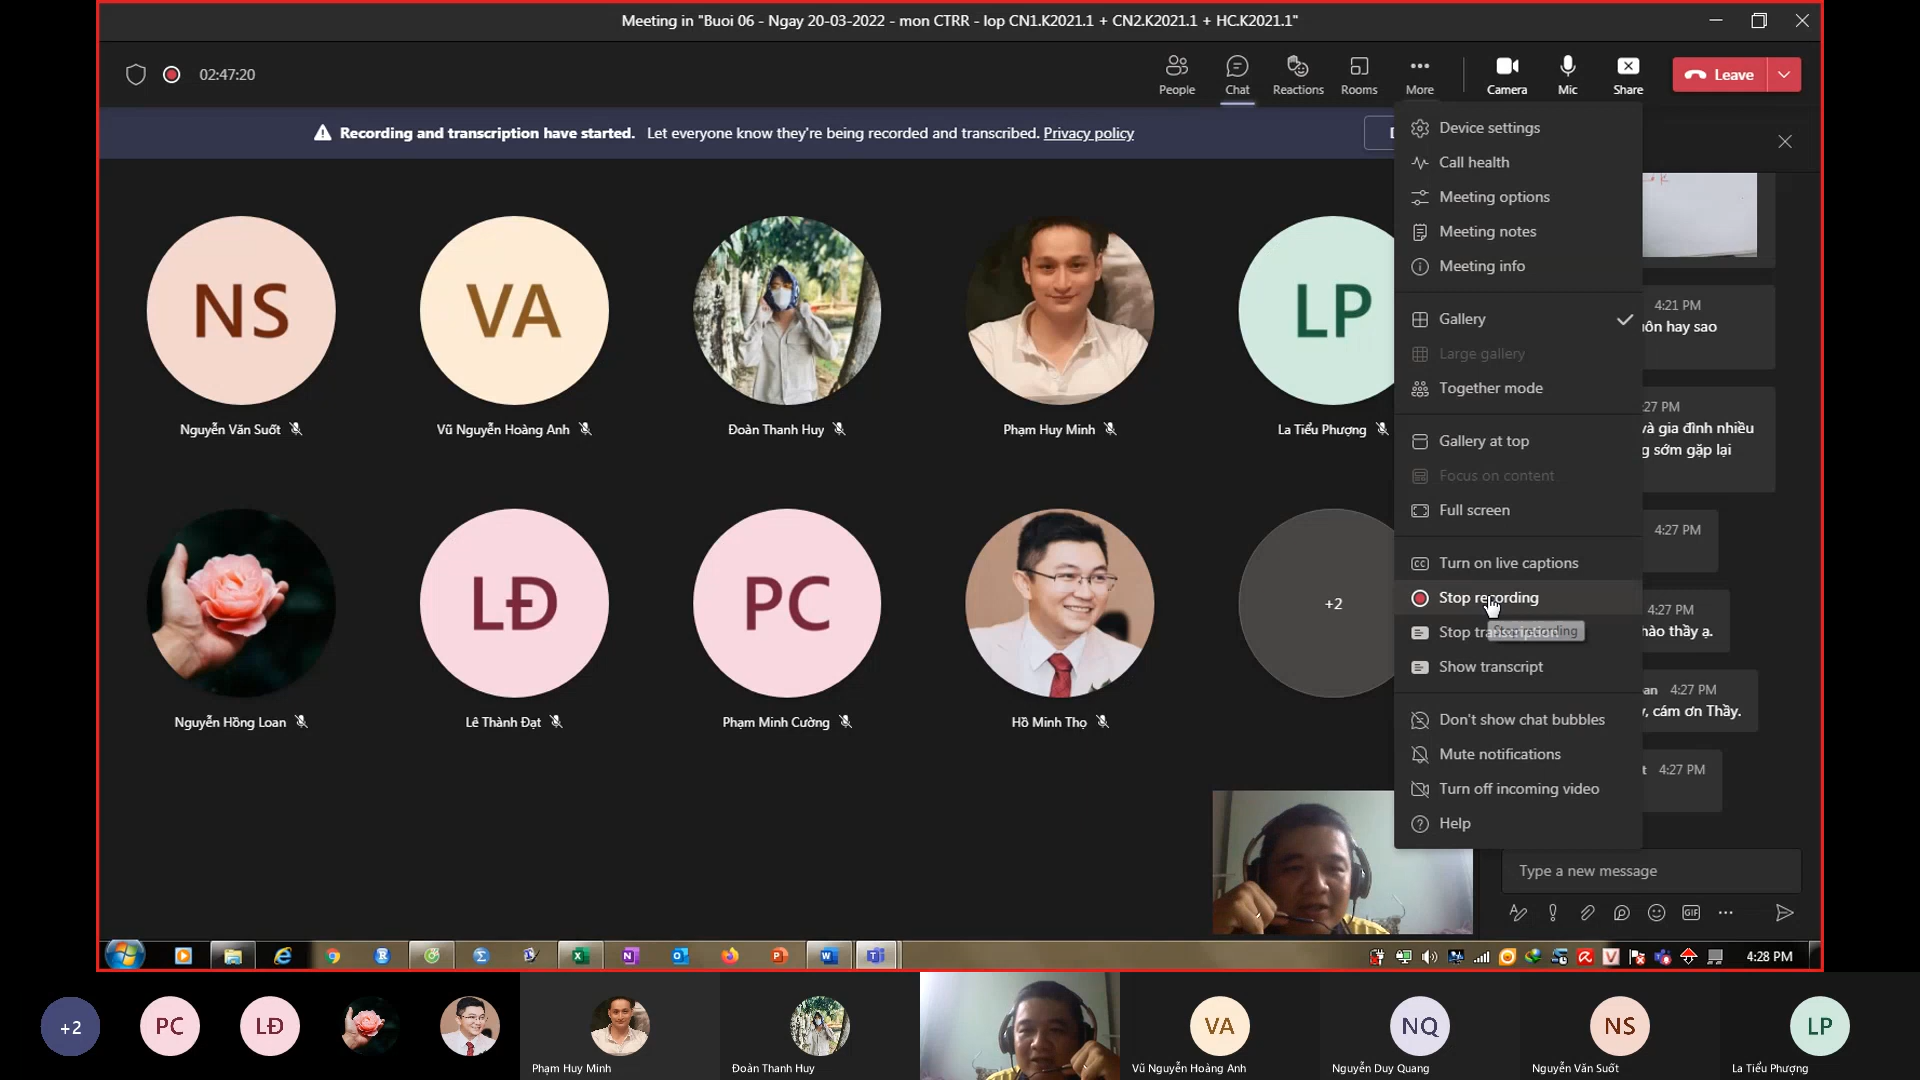 Meeting in "Buoi 06 - Ngay 20-03-2022 - mon CTRR - lop CN1.K2021.1 + CN2.K2021.1 + HC.K2021.1"
02:47:20
People
Chat
Reactions
Rooms
More
Camera
Mic
Share
Leave
Recording and transcription have started. Let everyone know they're being recorded and transcribed. Privacy policy
Device settings
Call health
Meeting options
Meeting notes
Meeting info
Gallery
Large gallery
Together mode
Gallery at top
Focus on content
Full screen
Turn on live captions
Stop recording
Stop transcription
Stop recording
Show transcript
Don't show chat bubbles
Mute notifications
Turn off incoming video
Help
NS
VA
LP
Nguyễn Văn Suốt
Vũ Nguyễn Hoàng Anh
Đoàn Thanh Huy
Phạm Huy Minh
La Tiểu Phượng
LĐ
PC
+2
Nguyễn Hồng Loan
Lê Thành Đạt
Phạm Minh Cường
Hồ Minh Thọ
4:21 PM
hay sao
:27 PM
và gia đình nhiều
sớm gặp lại
4:27 PM
4:27 PM
thầy ạ.
an 4:27 PM
, cám ơn Thầy.
t 4:27 PM
Type a new message
GIF
4:28 PM
+2
PC
LĐ
Phạm Huy Minh
Đoàn Thanh Huy
VA
Vũ Nguyễn Hoàng Anh
NQ
Nguyễn Duy Quang
NS
Nguyễn Văn Suốt
LP
La Tiểu Phượng